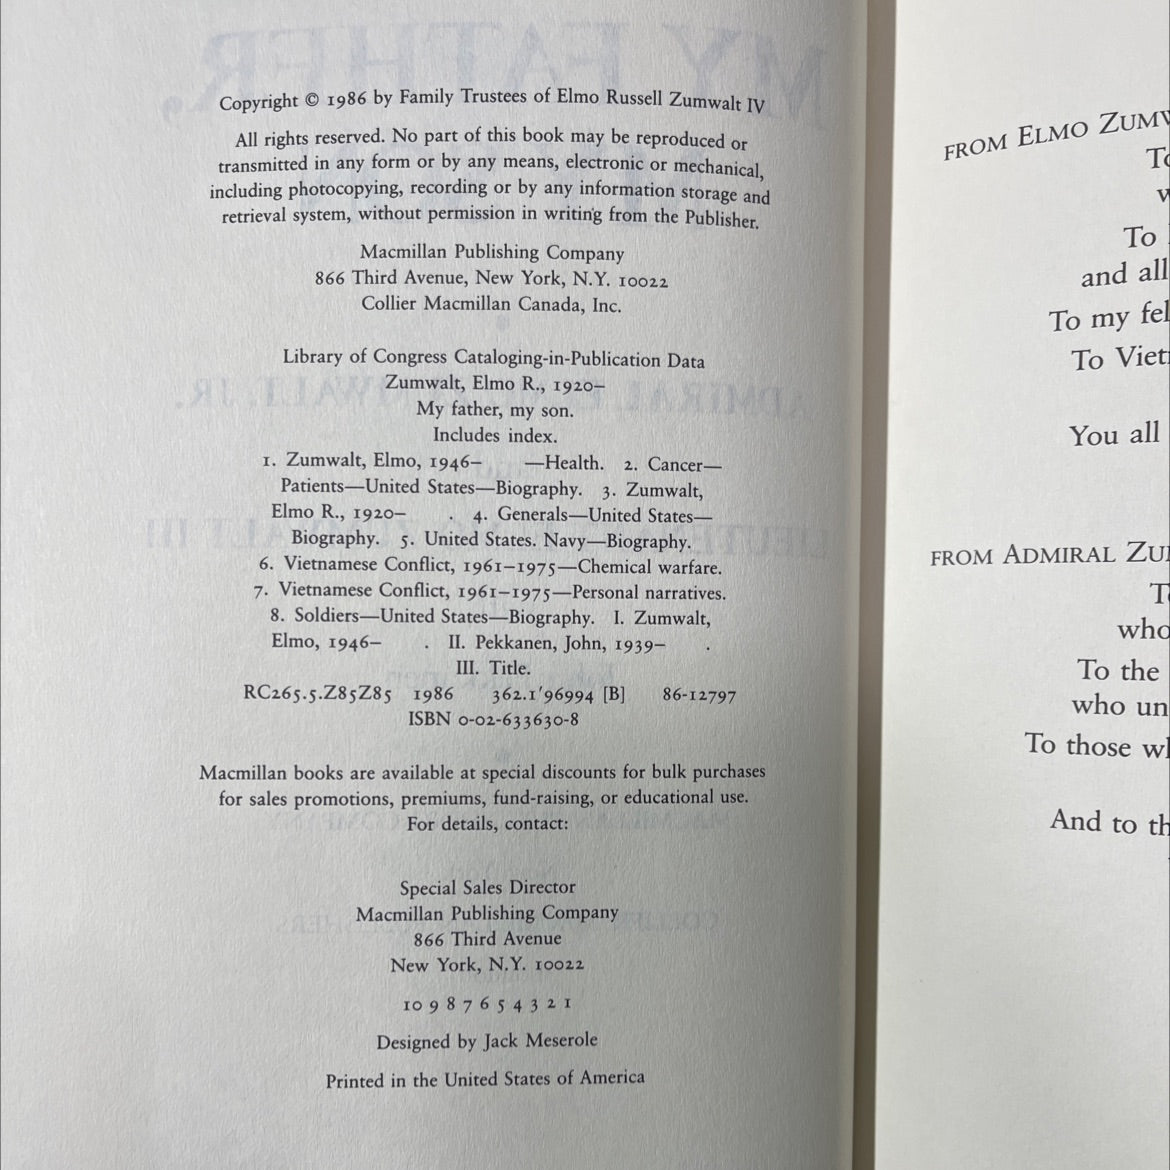 Copyright © 1986 by Family Trustees of Elmo Russell Zumwalt IV
All rights reserved. No part of this book may be reproduced or
transmitted in any form or by any means, electronic or mechanical,
including photocopying, recording or by any information storage and
retrieval system, without permission in writing from the Publisher.
Macmillan Publishing Company
866 Third Avenue, New York, N.Y. 10022
Collier Macmillan Canada, Inc.
Library of Congress Cataloging-in-Publication Data
Zumwalt, Elmo R., 1920–
My father, my son.
Includes index.
1. Zumwalt, Elmo, 1946– —Health. 2. Cancer—
Patients—United States—Biography. 3. Zumwalt,
Elmo R., 1920– . 4. Generals—United States—
Biography. 5. United States. Navy—Biography.
6. Vietnamese Conflict, 1961–1975—Chemical warfare.
7. Vietnamese Conflict, 1961–1975—Personal narratives.
8. Soldiers—United States—Biography. I. Zumwalt,
Elmo, 1946– . II. Pekkanen, John, 1939– .
III. Title.
RC265.5.Z85Z85 1986 362.1'96994 [B] 86-12797
ISBN 0-02-633630-8
Macmillan books are available at special discounts for bulk purchases
for sales promotions, premiums, fund-raising, or educational use.
For details, contact:
Special Sales Director
Macmillan Publishing Company
866 Third Avenue
New York, N.Y. 10022
10 9 8 7 6 5 4 3 2 1
Designed by Jack Meserole
Printed in the United States of America
FROM ELMO
To
and all
To my
To
You all
FROM ADMIRAL
who
To the
who
To those
And to